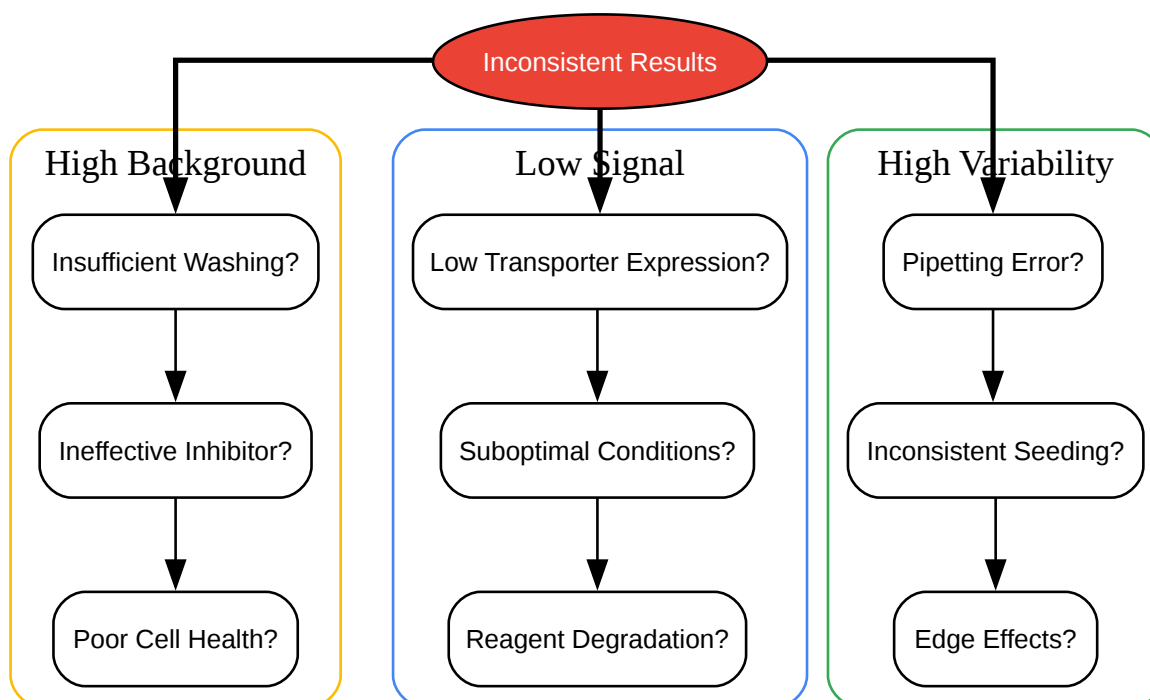 Inconsistent Results
High Background
Low Signal
High Variability
Insufficient Washing?
Low Transporter Expression?
Pipetting Error?
Ineffective Inhibitor?
Suboptimal Conditions?
Inconsistent Seeding?
Poor Cell Health?
Reagent Degradation?
Edge Effects?